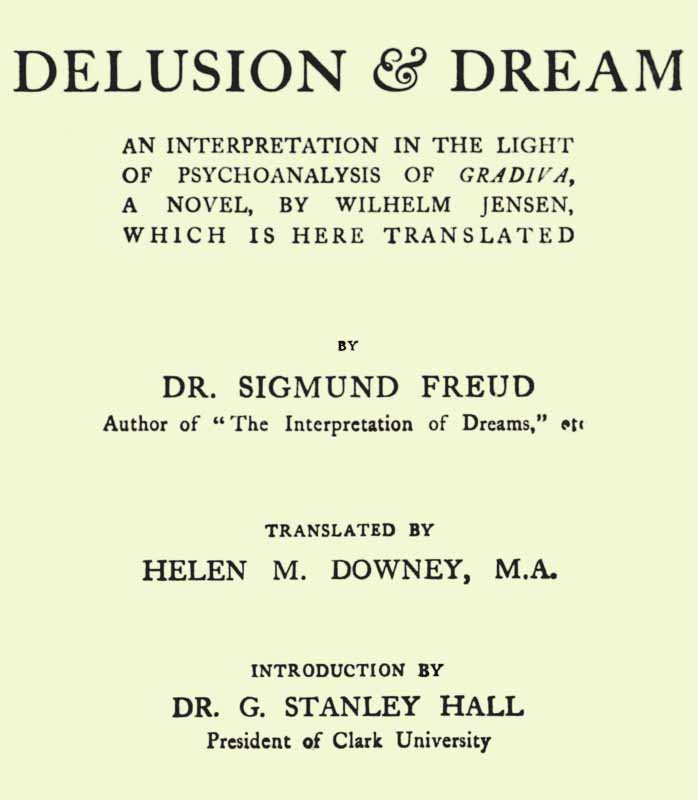 DELUSION & DREAM
AN INTERPRETATION IN THE LIGHT
OF PSYCHOANALYSIS OF GRADIVA,
A NOVEL, BY WILHELM JENSEN,
WHICH IS HERE TRANSLATED
BY
DR. SIGMUND FREUD
Author of “The Interpretation of Dreams,” etc
TRANSLATED BY
HELEN M. DOWNEY, M.A.
INTRODUCTION BY
DR. G. STANLEY HALL
President of Clark University